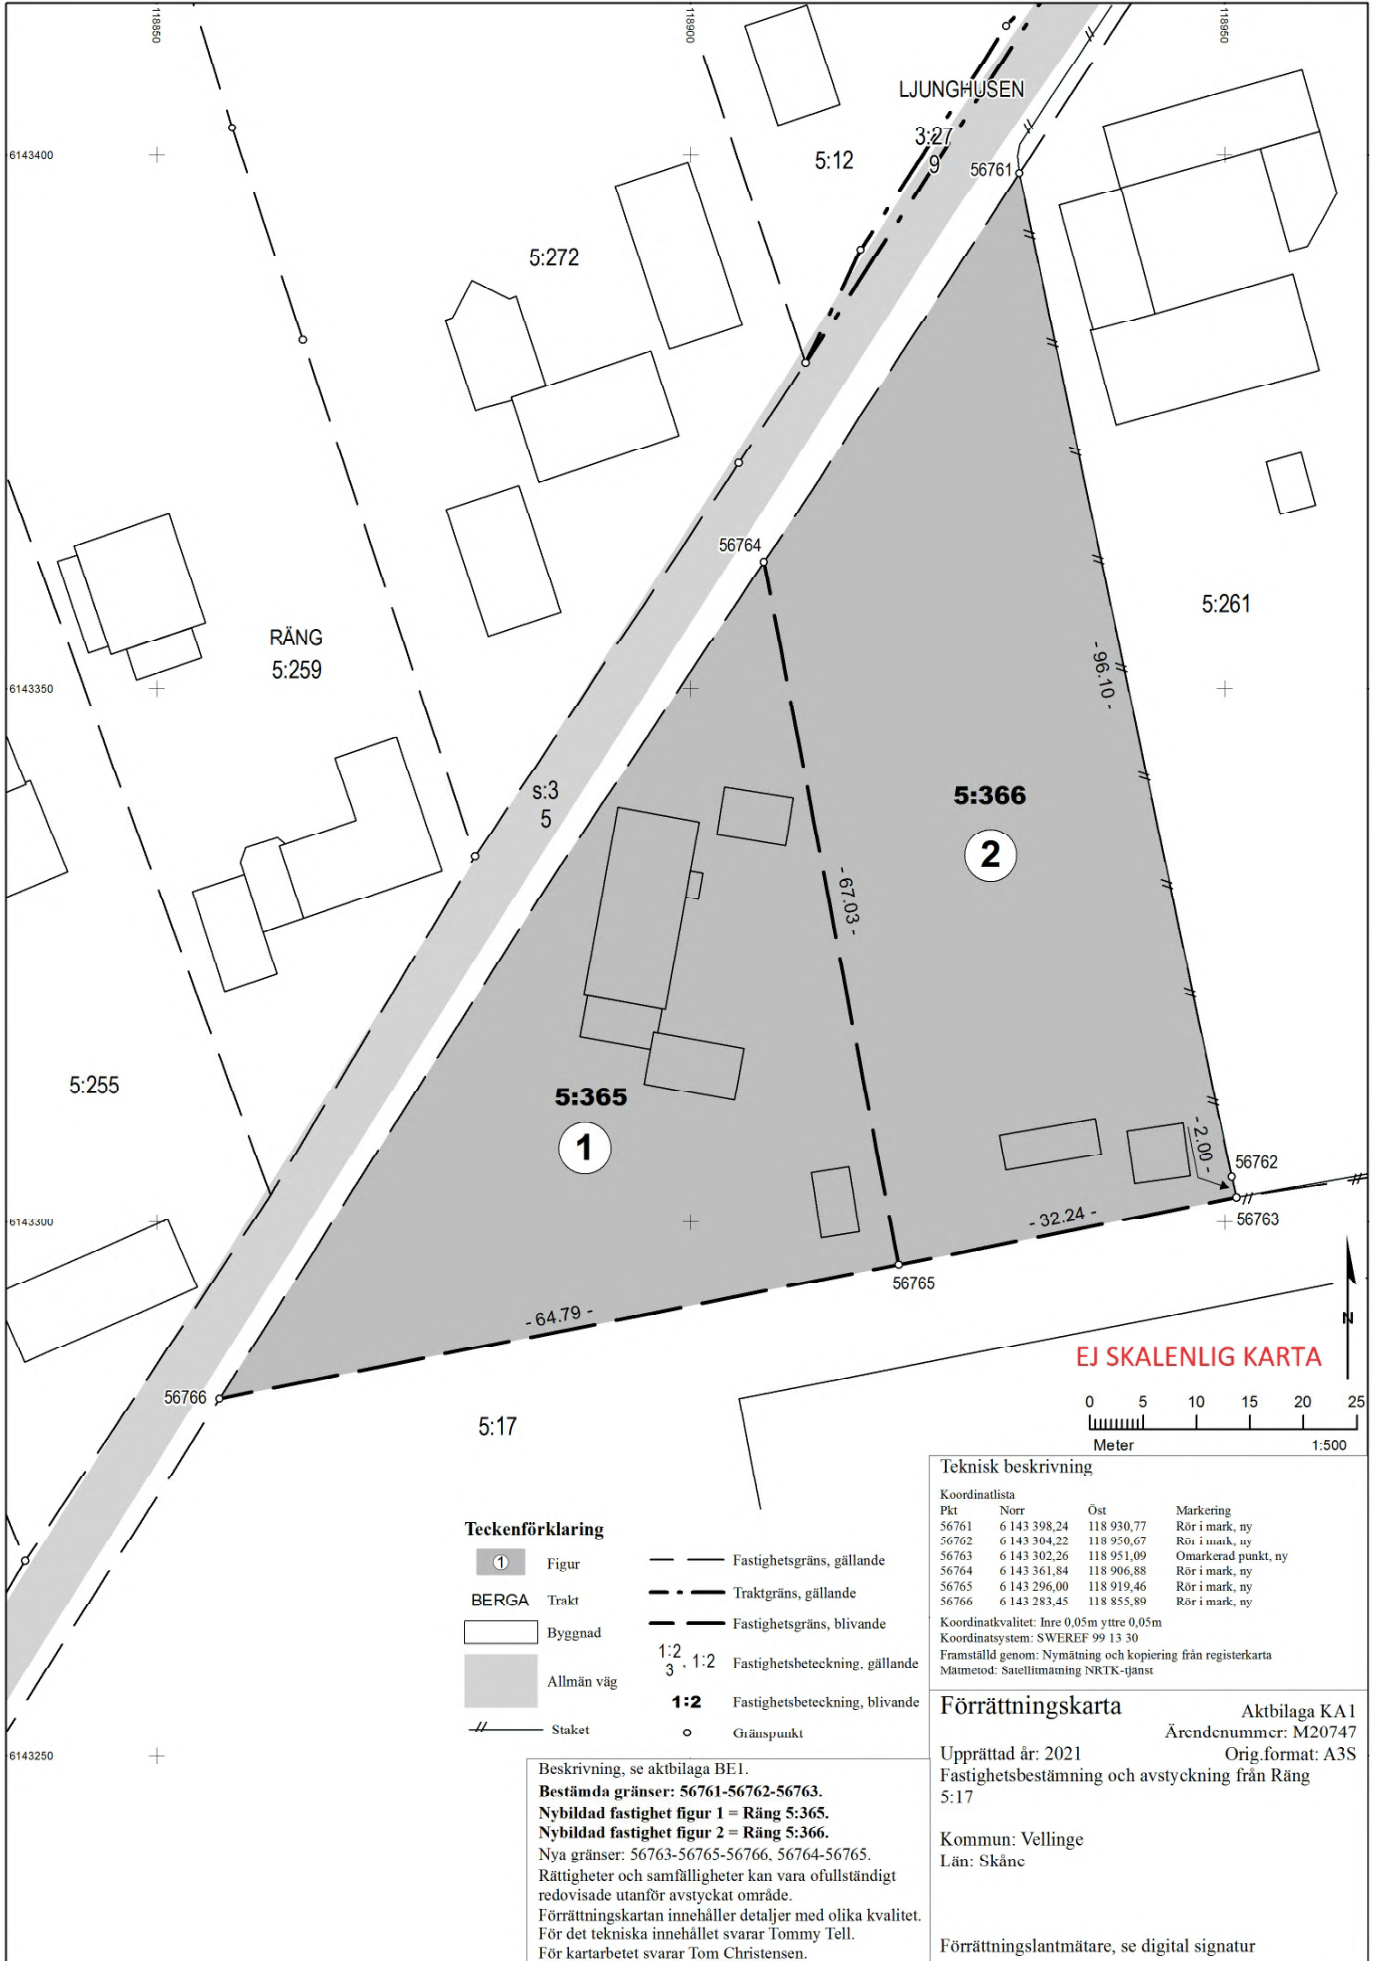 118850
118900
118950
LJUNGHUSEN
3:27
9
6143400
5:12
56761
5:272
56764
5:261
RÄNG
5:259
- 96.10 -
6143350
s:3
5
5:366
2
- 67.03 -
5:255
5:365
1
- 2.00 -
56762
6143300
- 32.24 -
56763
56765
- 64.79 -
N
EJ SKALENLIG KARTA
56766
5:17
0 5 10 15 20 25
Meter 1:500
Teknisk beskrivning
Koordinatlista
Pkt Norr Öst Markering
56761 6 143 398,24 118 930,77 Rör i mark, ny
56762 6 143 304,22 118 950,67 Rör i mark, ny
56763 6 143 302,26 118 951,09 Omarkerad punkt, ny
56764 6 143 361,84 118 906,88 Rör i mark, ny
56765 6 143 296,00 118 919,46 Rör i mark, ny
56766 6 143 283,45 118 855,89 Rör i mark, ny
Koordinatkvalitet: Inre 0,05m yttre 0,05m
Koordinatsystem: SWEREF 99 13 30
Framställd genom: Nymätning och kopiering från registerkarta
Mätmetod: Satellitmätning NRTK-tjänst
Teckenförklaring
1 Figur
BERGA Trakt
Byggnad
Allmän väg
Staket
Fastighetsgräns, gällande
Traktgräns, gällande
Fastighetsgräns, blivande
1:2
3 , 1:2 Fastighetsbeteckning, gällande
1:2 Fastighetsbeteckning, blivande
Gränspunkt
6143250
Förrättningskarta
Aktbilaga KA1
Ärendenummer: M20747
Upprättad år: 2021 Orig.format: A3S
Fastighetsbestämning och avstyckning från Räng
5:17
Kommun: Vellinge
Län: Skåne
Förrättningslantmätare, se digital signatur
Beskrivning, se aktbilaga BE1.
Bestämda gränser: 56761-56762-56763.
Nybildad fastighet figur 1 = Räng 5:365.
Nybildad fastighet figur 2 = Räng 5:366.
Nya gränser: 56763-56765-56766, 56764-56765.
Rättigheter och samfälligheter kan vara ofullständigt
redovisade utanför avstyckat område.
Förrättningskartan innehåller detaljer med olika kvalitet.
För det tekniska innehållet svarar Tommy Tell.
För kartarbetet svarar Tom Christensen.